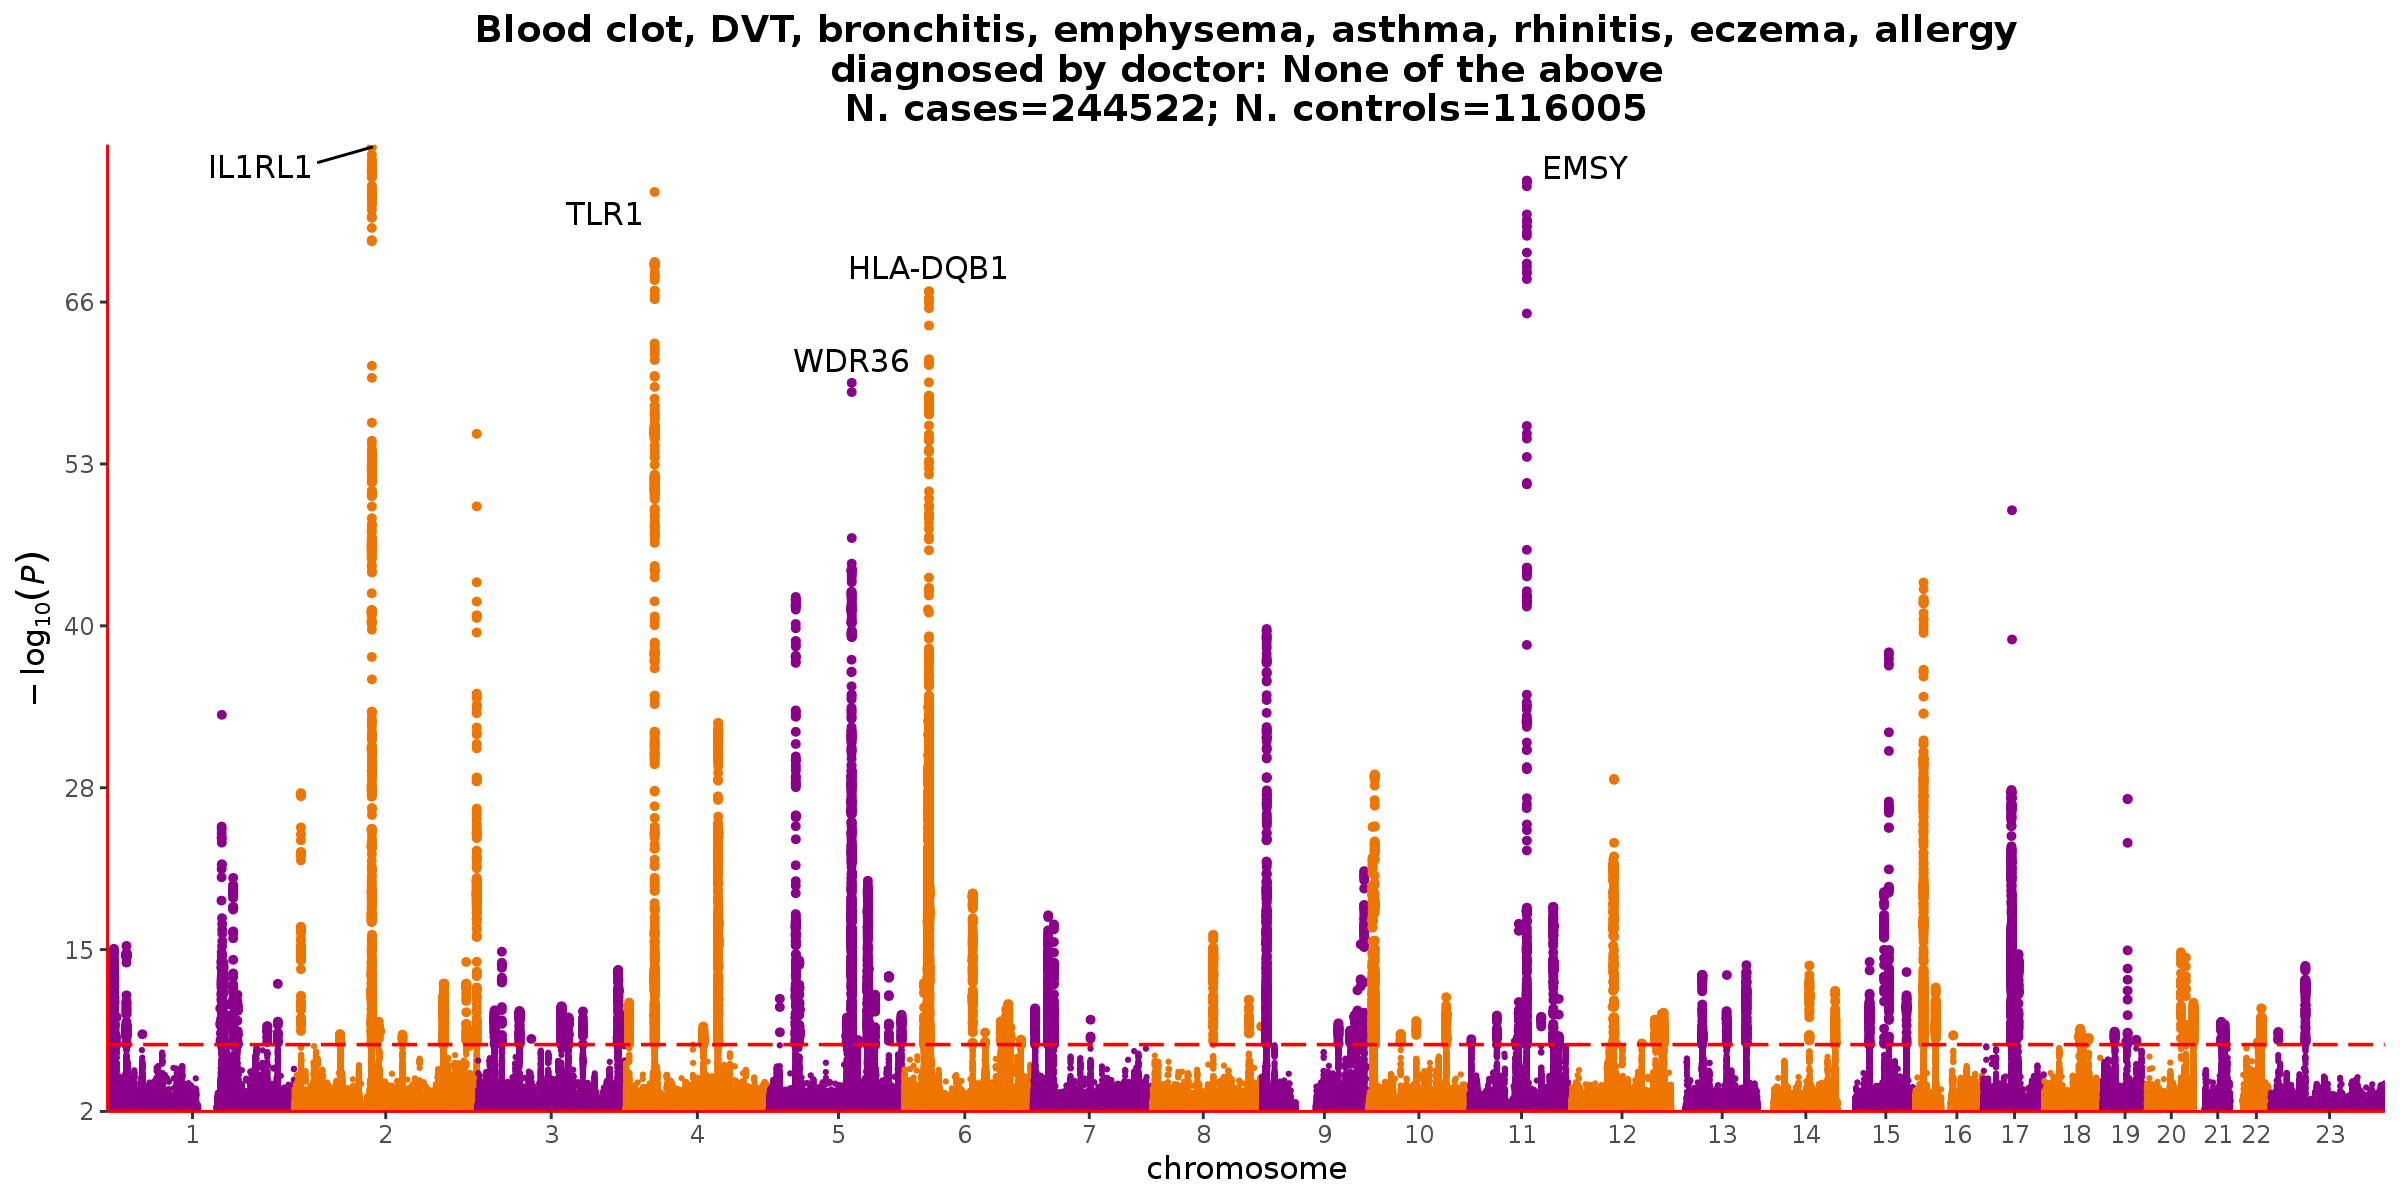 Blood clot, DVT, bronchitis, emphysema, asthma, rhinitis, eczema, allergy
diagnosed by doctor: None of the above
N. cases=244522; N. controls=116005
IL1RL1
EMSY
TLR1
HLA-DQB1
WDR36
66
53
40
28
15
2
− log10(P)
1 2 3 4 5 6 7 8 9 10 11 12 13 14 15 16 17 18 19 20 21 22 23
chromosome